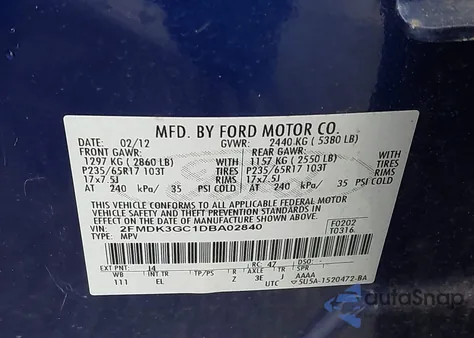 MFD. BY FORD MOTOR CO.
DATE: 02/12 GVWR: 2440 KG ( 5380 LB)
FRONT GAWR: REAR GAWR:
1297 KG (2860 LB) WITH 1157 KG (2550 LB) WITH
P235/65R17 103T TIRES P235/65R17 103T TIRES
17x7.5J RIMS 17x7.5J RIMS
AT 240 kPa/ 35 PSI COLD AT 240 kPa/ 35 PSI COLD
THIS VEHICLE CONFORMS TO ALL APPLICABLE FEDERAL MOTOR
VEHICLE SAFETY AND THEFT PREVENTION STANDARDS IN EFFECT ON
THE DATE OF MANUFACTURE SHOWN ABOVE.
VIN: 2FMDK3GC1DBA02840 F0202
TYPE: MPV T0316
EXT PNT: J4 RC: 47 DSO:
WB INT TR TP/PS R AXLE TR SPR
111 EL Z 3E J AAAA
UTC 5U5A-1520472-BA
autoSnap